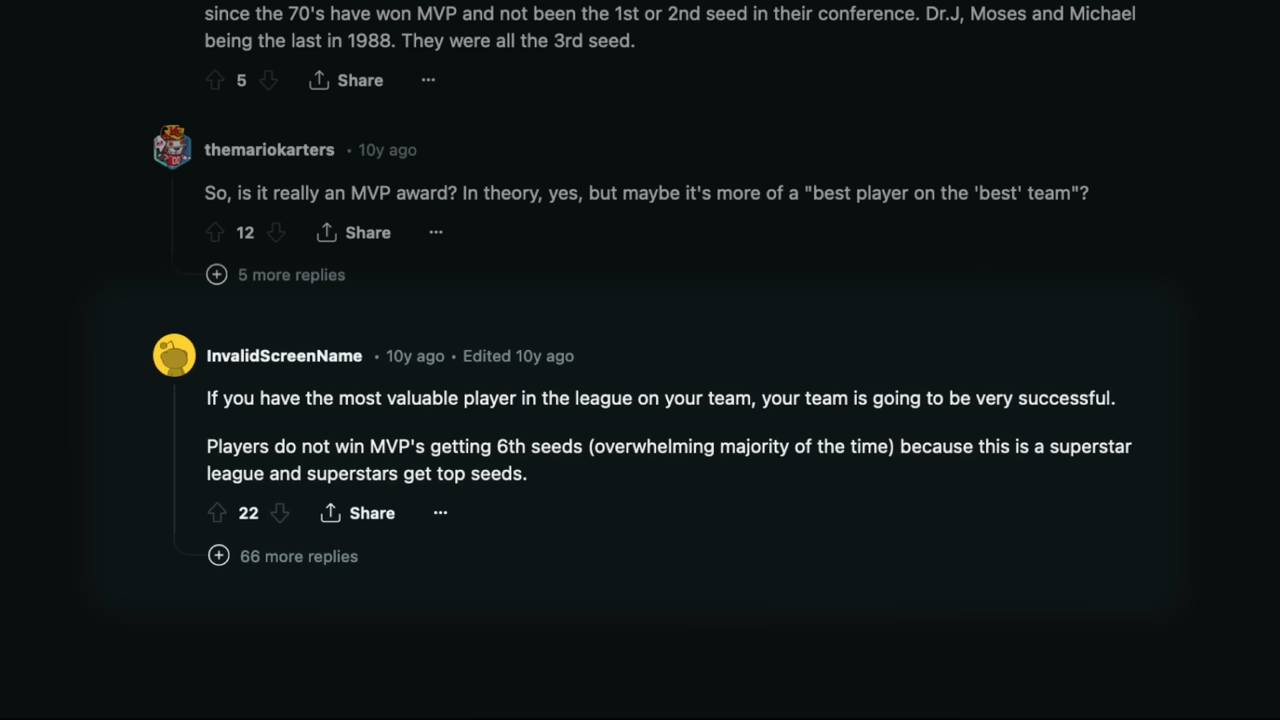 since the 70's have won MVP and not been the 1st or 2nd seed in their conference. Dr.J, Moses and Michael
being the last in 1988. They were all the 3rd seed.
5 Share ...
themariokarters • 10y ago
So, is it really an MVP award? In theory, yes, but maybe it's more of a "best player on the 'best' team"?
12 Share ...
5 more replies
InvalidScreenName • 10y ago • Edited 10y ago
If you have the most valuable player in the league on your team, your team is going to be very successful.
Players do not win MVP's getting 6th seeds (overwhelming majority of the time) because this is a superstar
league and superstars get top seeds.
22 Share ...
66 more replies